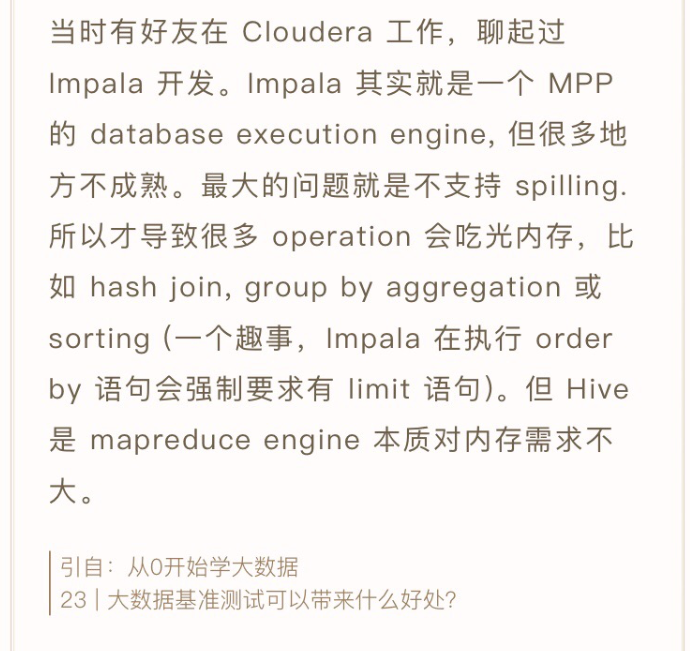 当时有好友在 Cloudera 工作，聊起过
Impala 开发。Impala 其实就是一个 MPP
的 database execution engine, 但很多地
方不成熟。最大的问题就是不支持 spilling.
所以才导致很多 operation 会吃光内存，比
如 hash join, group by aggregation 或
sorting (一个趣事，Impala 在执行 order
by 语句会强制要求有 limit 语句)。但 Hive
是 mapreduce engine 本质对内存需求不
大。
引自：从0开始学大数据
23 | 大数据基准测试可以带来什么好处?